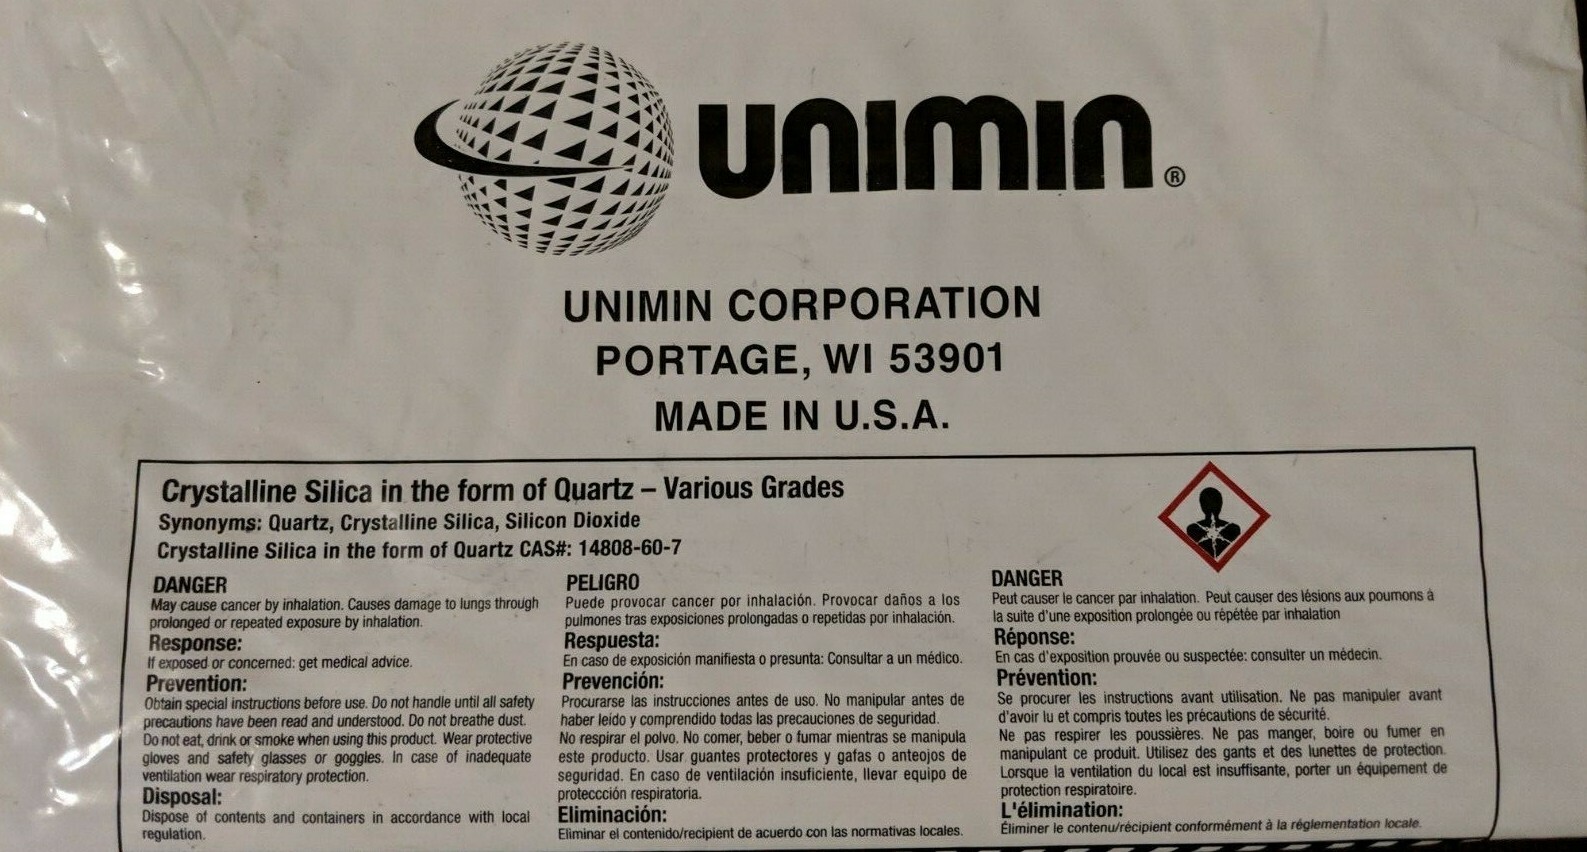 unimin®
UNIMIN CORPORATION
PORTAGE, WI 53901
MADE IN U.S.A.
Crystalline Silica in the form of Quartz – Various Grades
Synonyms: Quartz, Crystalline Silica, Silicon Dioxide
Crystalline Silica in the form of Quartz CAS#: 14808-60-7
DANGER
May cause cancer by inhalation. Causes damage to lungs through
prolonged or repeated exposure by inhalation.
Response:
If exposed or concerned: get medical advice.
Prevention:
Obtain special instructions before use. Do not handle until all safety
precautions have been read and understood. Do not breathe dust.
Do not eat, drink or smoke when using this product. Wear protective
gloves and safety glasses or goggles. In case of inadequate
ventilation wear respiratory protection.
Disposal:
Dispose of contents and containers in accordance with local
regulation.
PELIGRO
Puede provocar cancer por inhalación. Provocar daños a los
pulmones tras exposiciones prolongadas o repetidas por inhalación.
Respuesta:
En caso de exposición manifiesta o presunta: Consultar a un médico.
Prevención:
Procurarse las instrucciones antes de uso. No manipular antes de
haber leído y comprendido todas las precauciones de seguridad.
No respirar el polvo. No comer, beber o fumar mientras se manipula
este producto. Usar guantes protectores y gafas o anteojos de
seguridad. En caso de ventilación insuficiente, llevar equipo de
proteccción respiratoria.
Eliminación:
Eliminar el contenido/recipient de acuerdo con las normativas locales.
DANGER
Peut causer le cancer par inhalation. Peut causer des lésions aux poumons à
la suite d'une exposition prolongée ou répétée par inhalation
Réponse:
En cas d'exposition prouvée ou suspectée: consulter un médecin.
Prévention:
Se procurer les instructions avant utilisation. Ne pas manipuler avant
d'avoir lu et compris toutes les précautions de sécurité.
Ne pas respirer les poussières. Ne pas manger, boire ou fumer en
manipulant ce produit. Utilisez des gants et des lunettes de protection.
Lorsque la ventilation du local est insuffisante, porter un équipement de
protection respiratoire.
L'élimination:
Éliminer le contenu/récipient conformément à la réglementation locale.